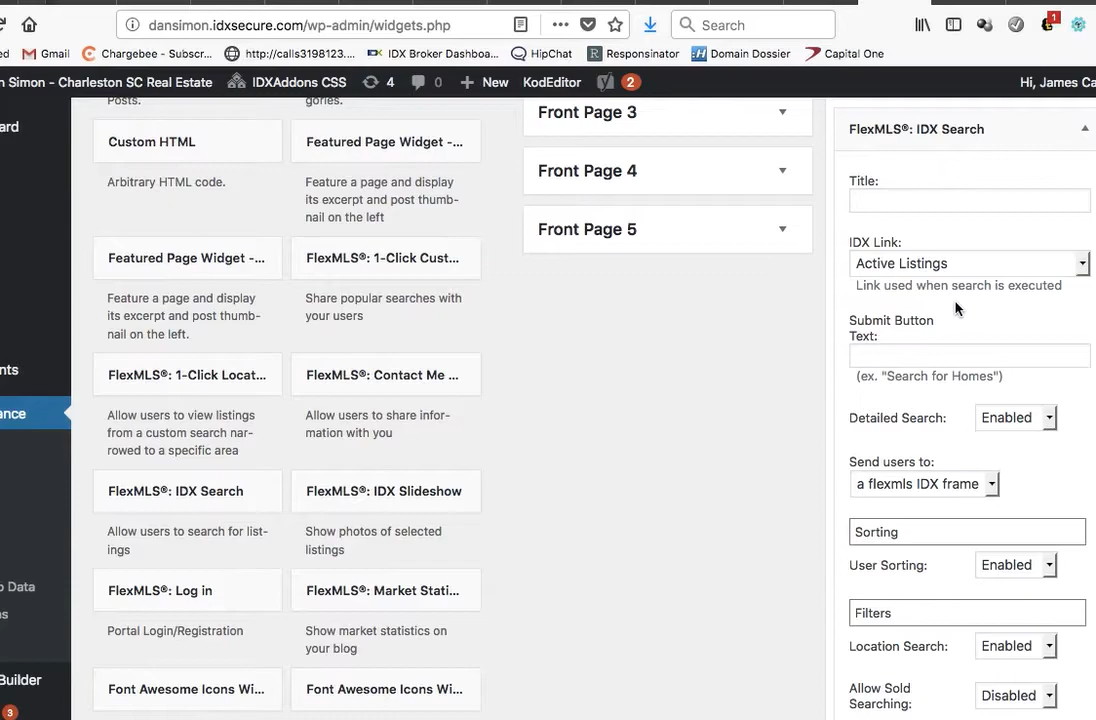 dansimon.idxsecure.com/wp-admin/widgets.php
Search
1
Gmail
Chargebee - Subscr...
http://calls3198123....
IDX Broker Dashboa...
HipChat
Responsinator
Domain Dossier
Capital One
n Simon - Charleston SC Real Estate
IDXAddons CSS
4
0
New
KodEditor
2
Hi, James Ca
ard
nts
ance
o Data
ns
Builder
3
Posts.
gories.
Custom HTML
Arbitrary HTML code.
Featured Page Widget -...
Feature a page and display
its excerpt and post thumb-
nail on the left
Featured Page Widget -...
Feature a page and display
its excerpt and post thumb-
nail on the left.
FlexMLS®: 1-Click Cust...
Share popular searches with
your users
FlexMLS®: 1-Click Locat...
Allow users to view listings
from a custom search nar-
rowed to a specific area
FlexMLS®: Contact Me ...
Allow users to share infor-
mation with you
FlexMLS®: IDX Search
Allow users to search for list-
ings
FlexMLS®: IDX Slideshow
Show photos of selected
listings
FlexMLS®: Log in
Portal Login/Registration
FlexMLS®: Market Stati...
Show market statistics on
your blog
Font Awesome Icons Wi...
Font Awesome Icons Wi...
Front Page 3
Front Page 4
Front Page 5
FlexMLS®: IDX Search
Title:
IDX Link:
Active Listings
Link used when search is executed
Submit Button
Text:
(ex. "Search for Homes")
Detailed Search:
Enabled
Send users to:
a flexmls IDX frame
Sorting
User Sorting:
Enabled
Filters
Location Search:
Enabled
Allow Sold
Searching:
Disabled